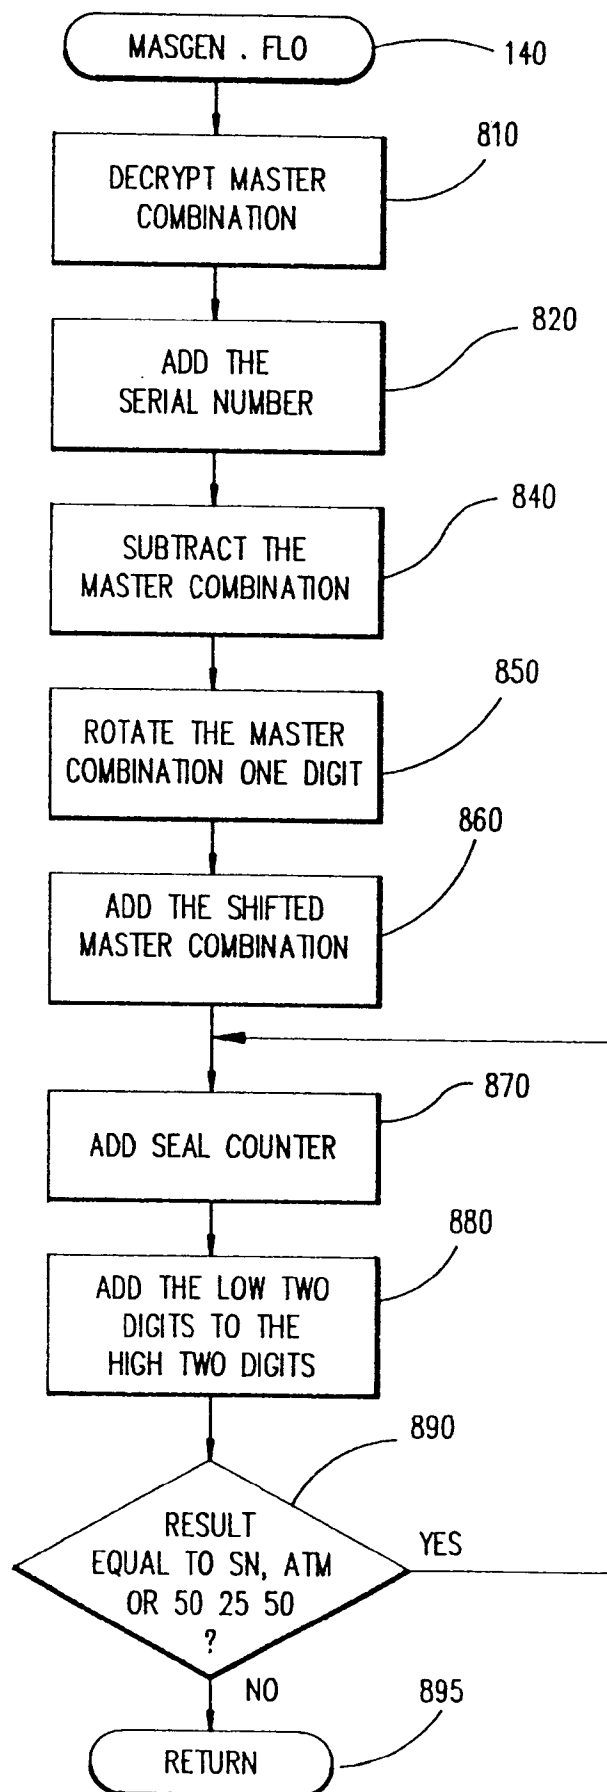 MASGEN . FLO
140
810
DECRYPT MASTER
COMBINATION
820
ADD THE
SERIAL NUMBER
840
SUBTRACT THE
MASTER COMBINATION
850
ROTATE THE MASTER
COMBINATION ONE DIGIT
860
ADD THE SHIFTED
MASTER COMBINATION
870
ADD SEAL COUNTER
880
ADD THE LOW TWO
DIGITS TO THE
HIGH TWO DIGITS
890
RESULT
EQUAL TO SN, ATM
OR 50 25 50
?
YES
NO
895
RETURN